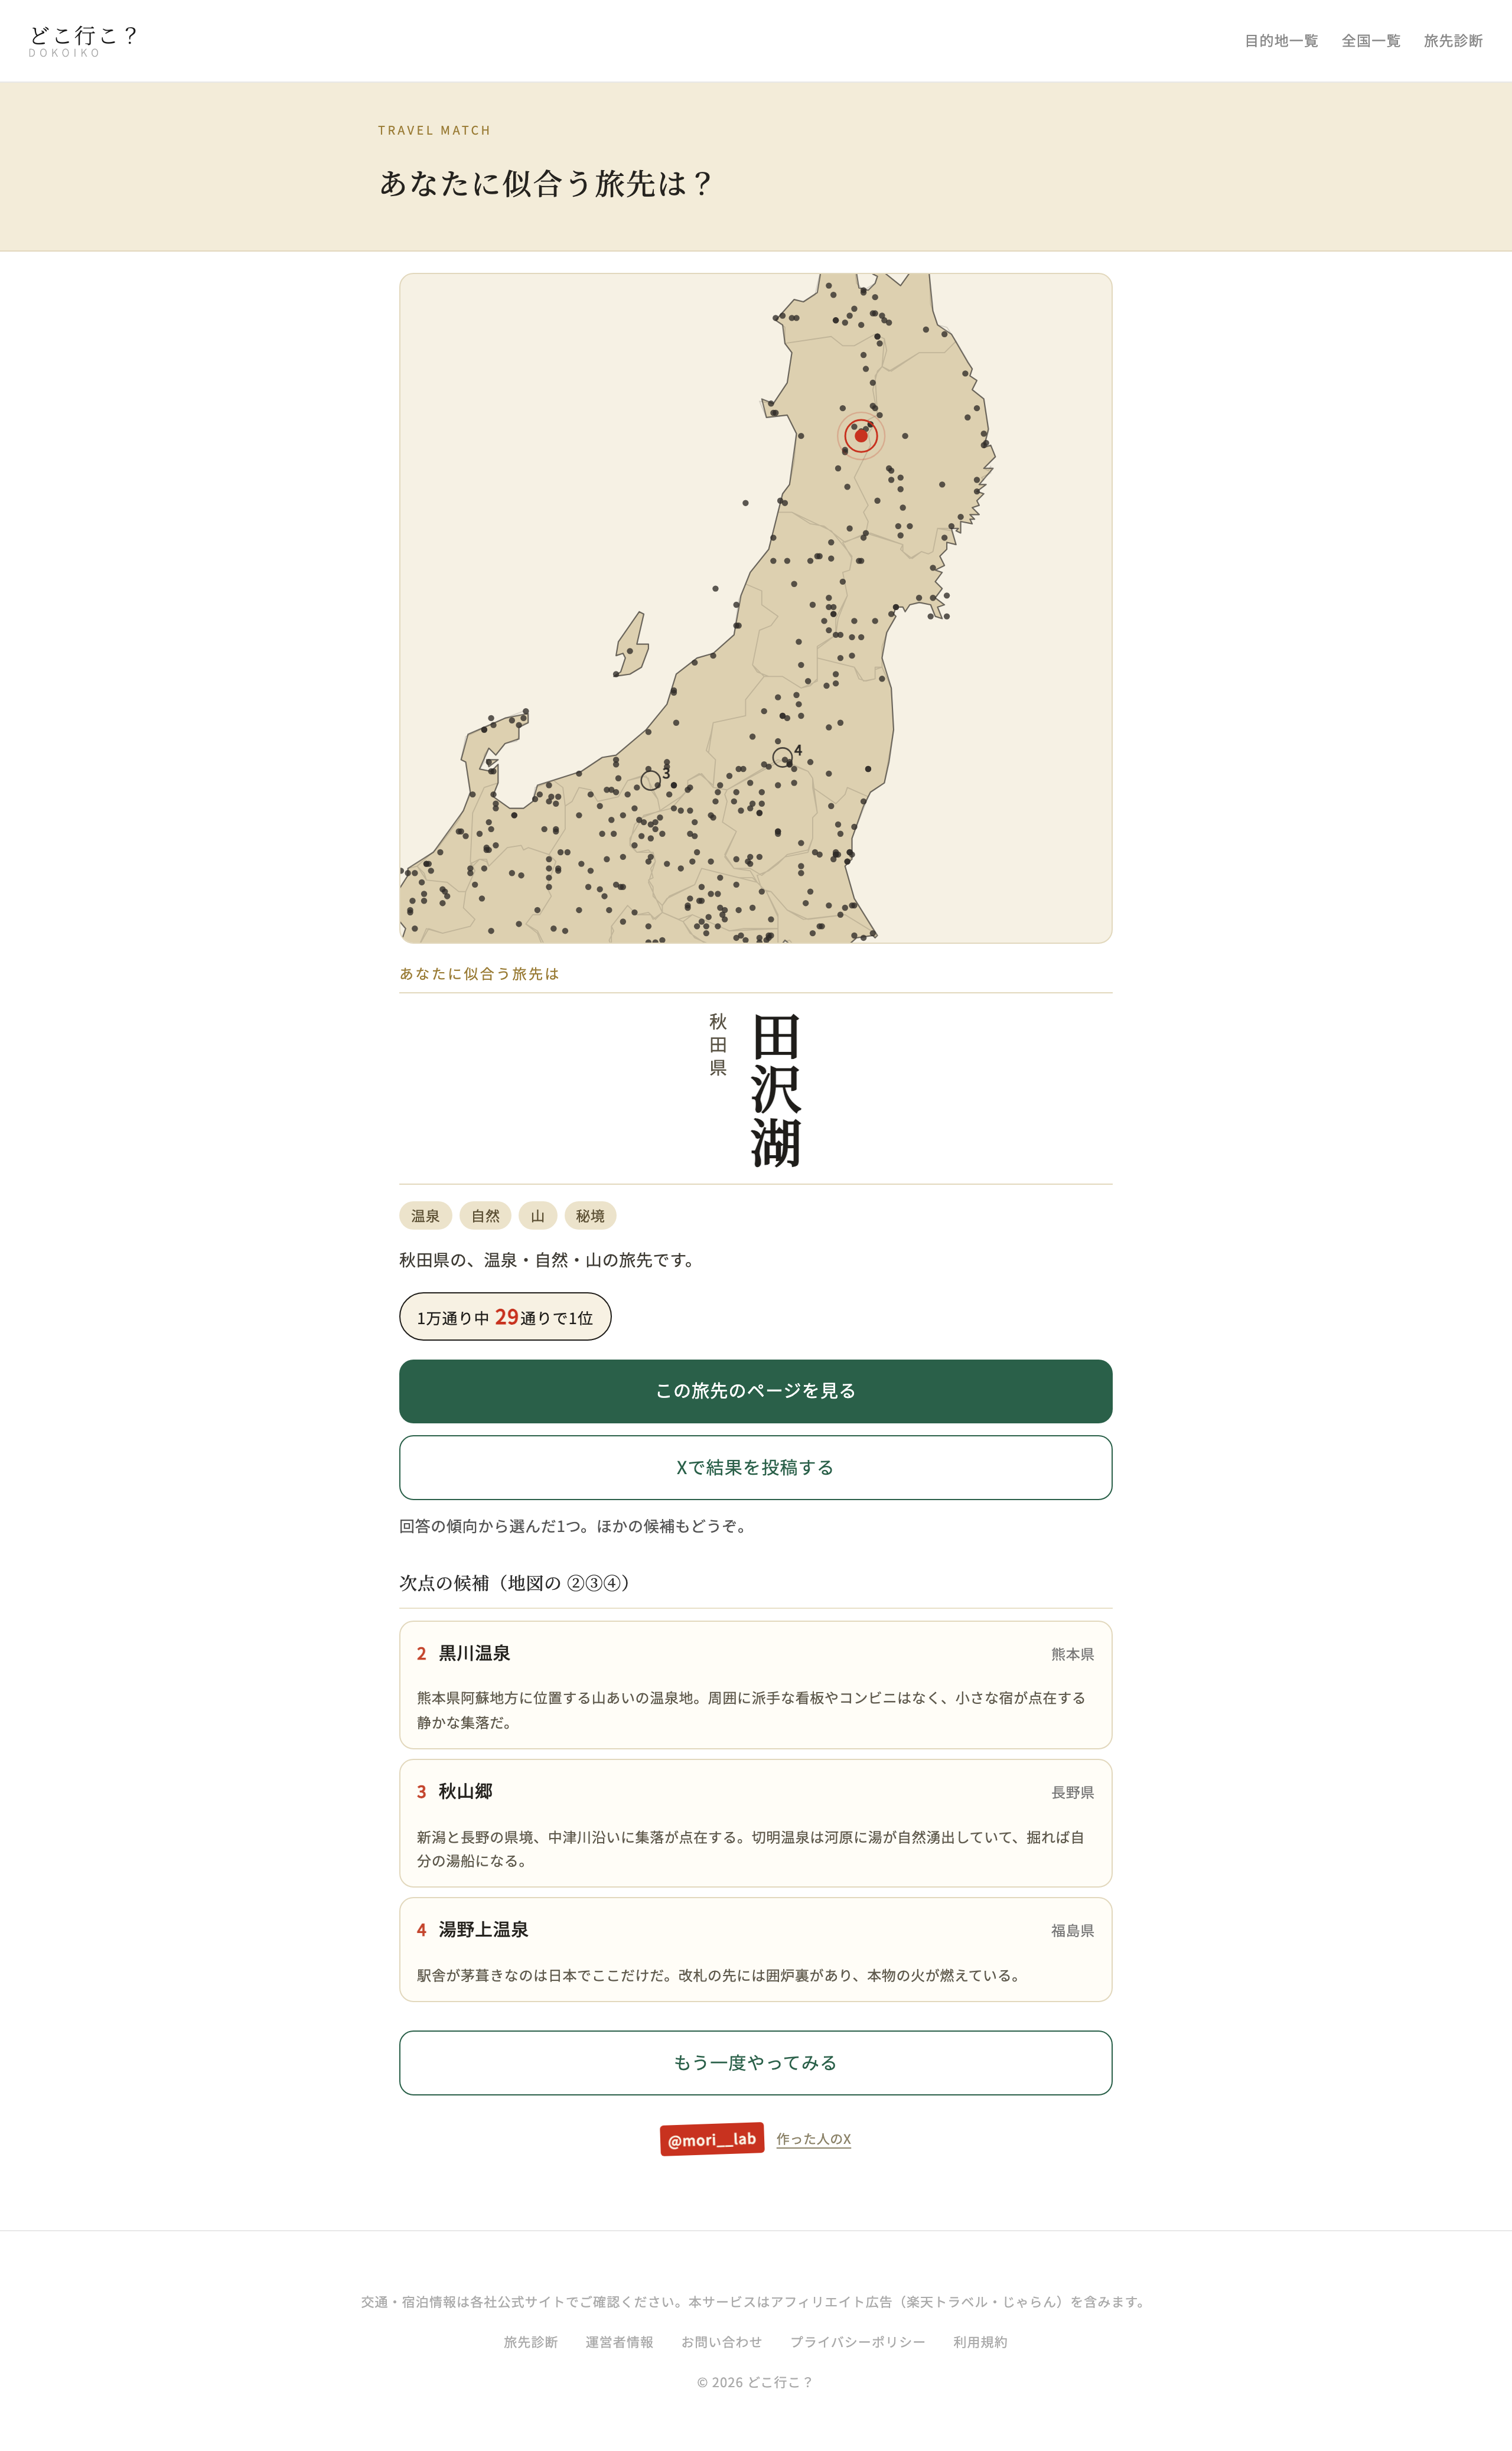 どこ行こ？
DOKOIKO
目的地一覧 全国一覧 旅先診断
TRAVEL MATCH
あなたに似合う旅先は？
3
4
あなたに似合う旅先は
田沢湖
秋田県
温泉 自然 山 秘境
秋田県の、温泉・自然・山の旅先です。
1万通り中 29通りで1位
この旅先のページを見る
Xで結果を投稿する
回答の傾向から選んだ1つ。ほかの候補もどうぞ。
次点の候補（地図の ②③④）
2 黒川温泉 熊本県
熊本県阿蘇地方に位置する山あいの温泉地。周囲に派手な看板やコンビニはなく、小さな宿が点在する
静かな集落だ。
3 秋山郷 長野県
新潟と長野の県境、中津川沿いに集落が点在する。切明温泉は河原に湯が自然湧出していて、掘れば自
分の湯船になる。
4 湯野上温泉 福島県
駅舎が茅葺きなのは日本でここだけだ。改札の先には囲炉裏があり、本物の火が燃えている。
もう一度やってみる
@mori__lab 作った人のX
交通・宿泊情報は各社公式サイトでご確認ください。本サービスはアフィリエイト広告（楽天トラベル・じゃらん）を含みます。
旅先診断 運営者情報 お問い合わせ プライバシーポリシー 利用規約
© 2026 どこ行こ？